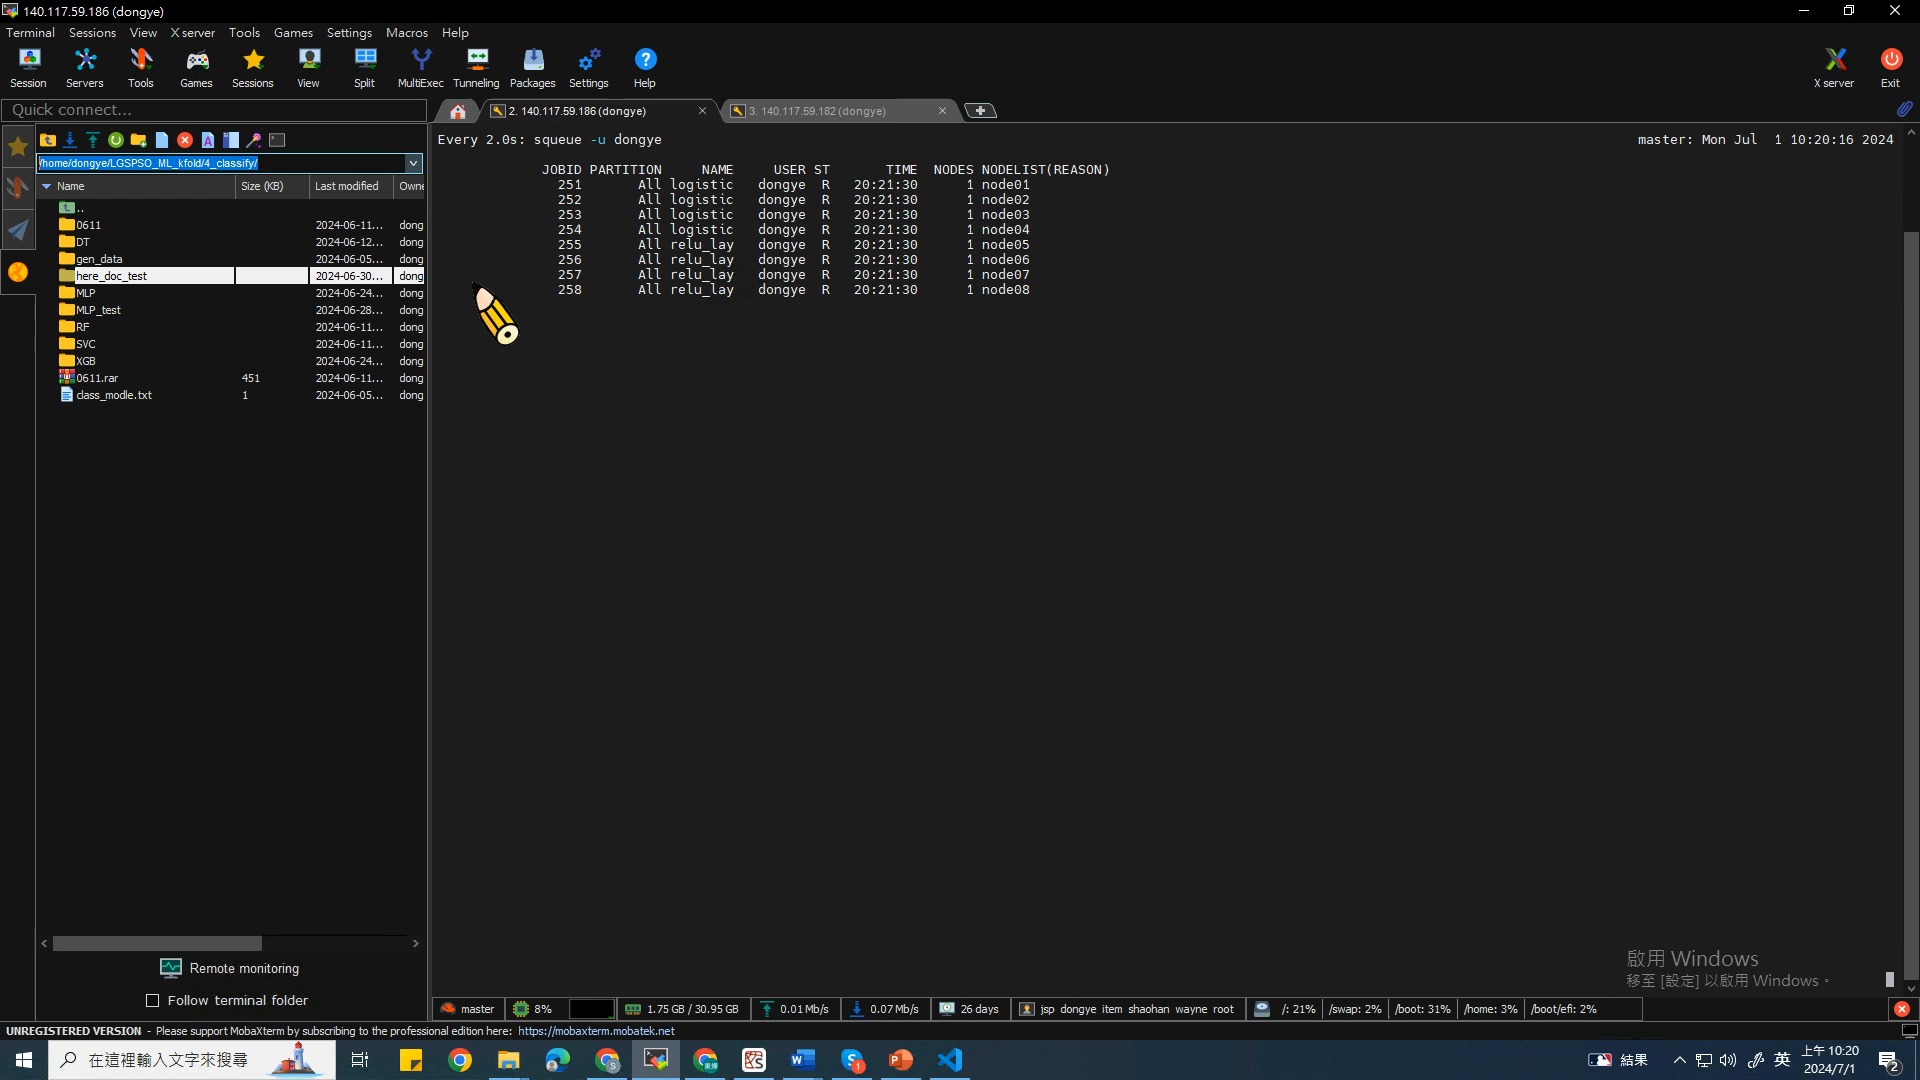 140.117.59.186 (dongye)
Terminal Sessions View X server Tools Games Settings Macros Help
Session Servers Tools Games Sessions View Split MultiExec Tunneling Packages Settings Help X server Exit
Quick connect...
2. 140.117.59.186 (dongye)
3. 140.117.59.182 (dongye)
/home/dongye/LGSPSO_ML_kfold/4_classify/
Name Size (KB) Last modified Owne
..
0611 2024-06-11... dong
DT 2024-06-12... dong
gen_data 2024-06-05... dong
here_doc_test 2024-06-30... dong
MLP 2024-06-24... dong
MLP_test 2024-06-28... dong
RF 2024-06-11... dong
SVC 2024-06-11... dong
XGB 2024-06-24... dong
0611.rar 451 2024-06-11... dong
class_modle.txt 1 2024-06-05... dong
Remote monitoring
Follow terminal folder
Every 2.0s: squeue -u dongye master: Mon Jul 1 10:20:16 2024
JOBID PARTITION NAME USER ST TIME NODES NODELIST(REASON)
251 All logistic dongye R 20:21:30 1 node01
252 All logistic dongye R 20:21:30 1 node02
253 All logistic dongye R 20:21:30 1 node03
254 All logistic dongye R 20:21:30 1 node04
255 All relu_lay dongye R 20:21:30 1 node05
256 All relu_lay dongye R 20:21:30 1 node06
257 All relu_lay dongye R 20:21:30 1 node07
258 All relu_lay dongye R 20:21:30 1 node08
啟用 Windows
移至 [設定] 以啟用 Windows。
master 8% 1.75 GB / 30.95 GB 0.01 Mb/s 0.07 Mb/s 26 days jsp dongye item shaohan wayne root /: 21% /swap: 2% /boot: 31% /home: 3% /boot/efi: 2%
UNREGISTERED VERSION - Please support MobaXterm by subscribing to the professional edition here: https://mobaxterm.mobatek.net
在這裡輸入文字來搜尋
結果
英
上午 10:20
2024/7/1
2